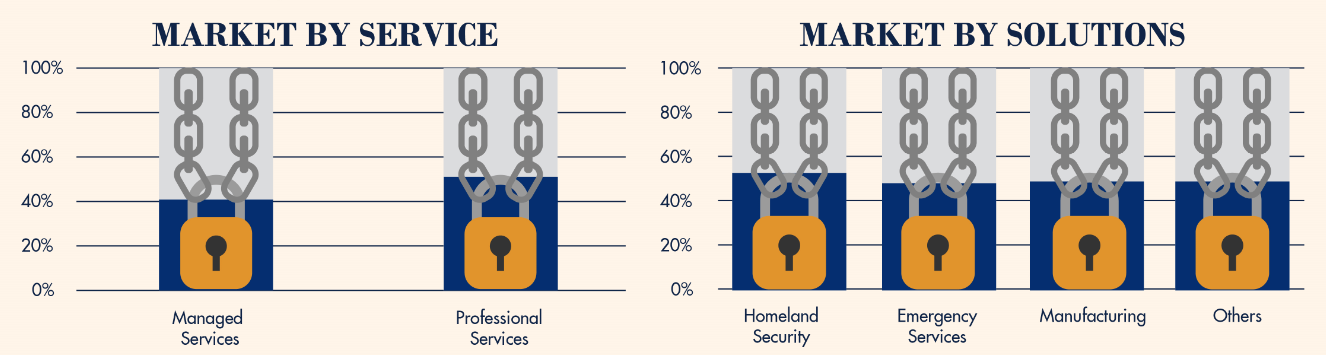 MARKET BY SERVICE
100%
80%
60%
40%
20%
0%
Managed
Services
Professional
Services
MARKET BY SOLUTIONS
100%
80%
60%
40%
20%
0%
Homeland
Security
Emergency
Services
Manufacturing
Others